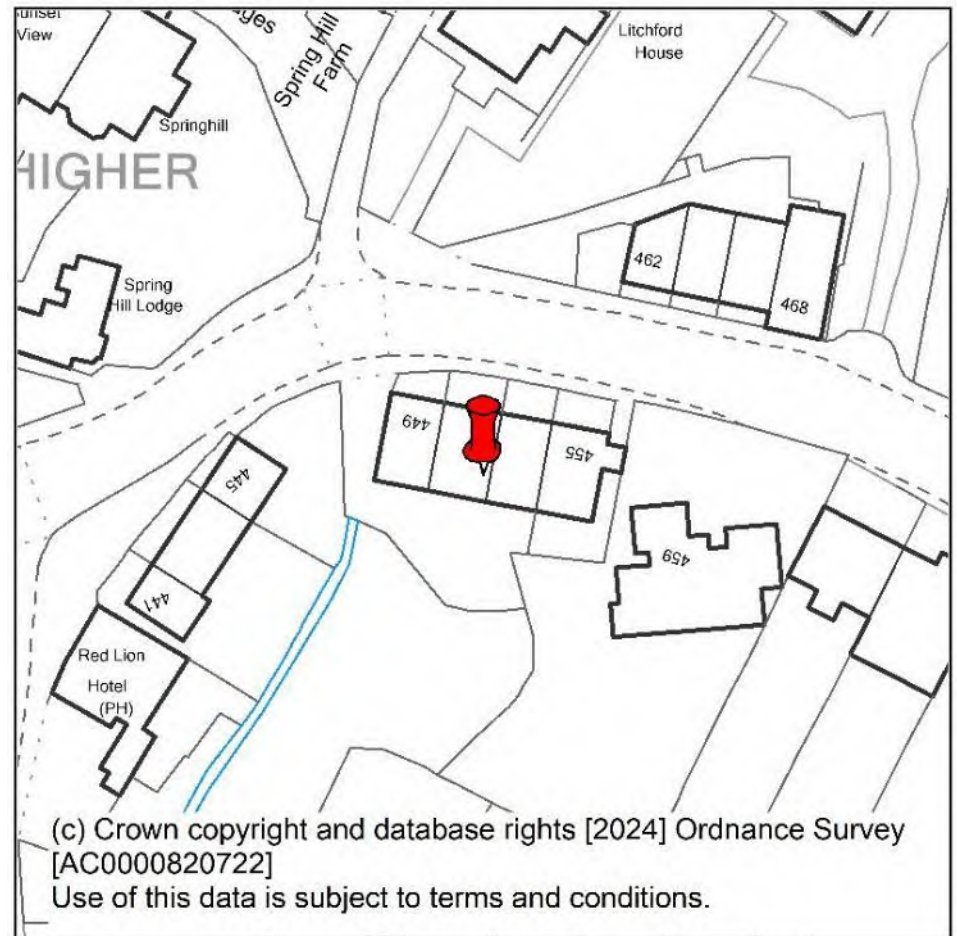 View
Spring Hill
Farm
Litchford
House
Springhill
HIGHER
Spring
Hill Lodge
462
468
449
455
445
459
441
Red Lion
Hotel
(PH)
(c) Crown copyright and database rights [2024] Ordnance Survey
[AC0000820722]
Use of this data is subject to terms and conditions.